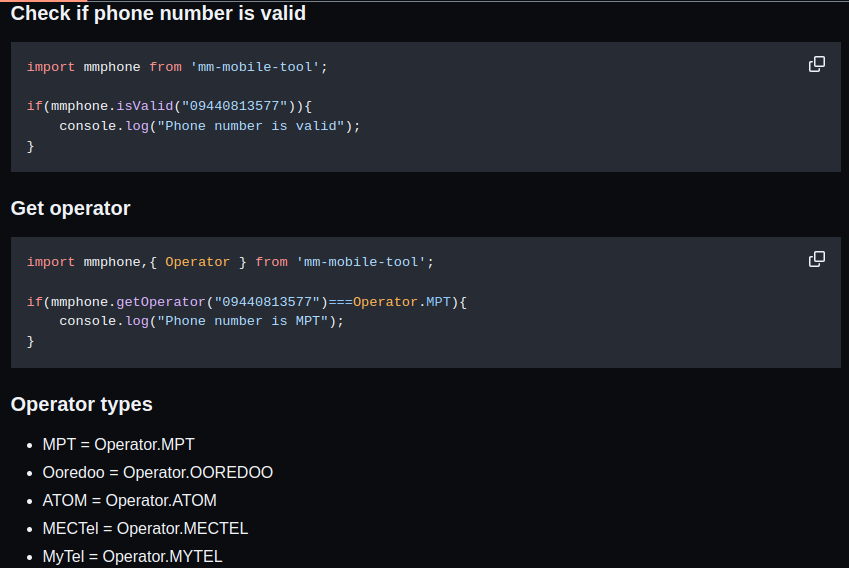 Check if phone number is valid
import mmphone from 'mm-mobile-tool';
if(mmphone.isValid("09440813577")){
    console.log("Phone number is valid");
}
Get operator
import mmphone,{ Operator } from 'mm-mobile-tool';
if(mmphone.getOperator("09440813577")===Operator.MPT){
    console.log("Phone number is MPT");
}
Operator types
• MPT = Operator.MPT
• Ooredoo = Operator.OOREDOO
• ATOM = Operator.ATOM
• MECTel = Operator.MECTEL
• MyTel = Operator.MYTEL